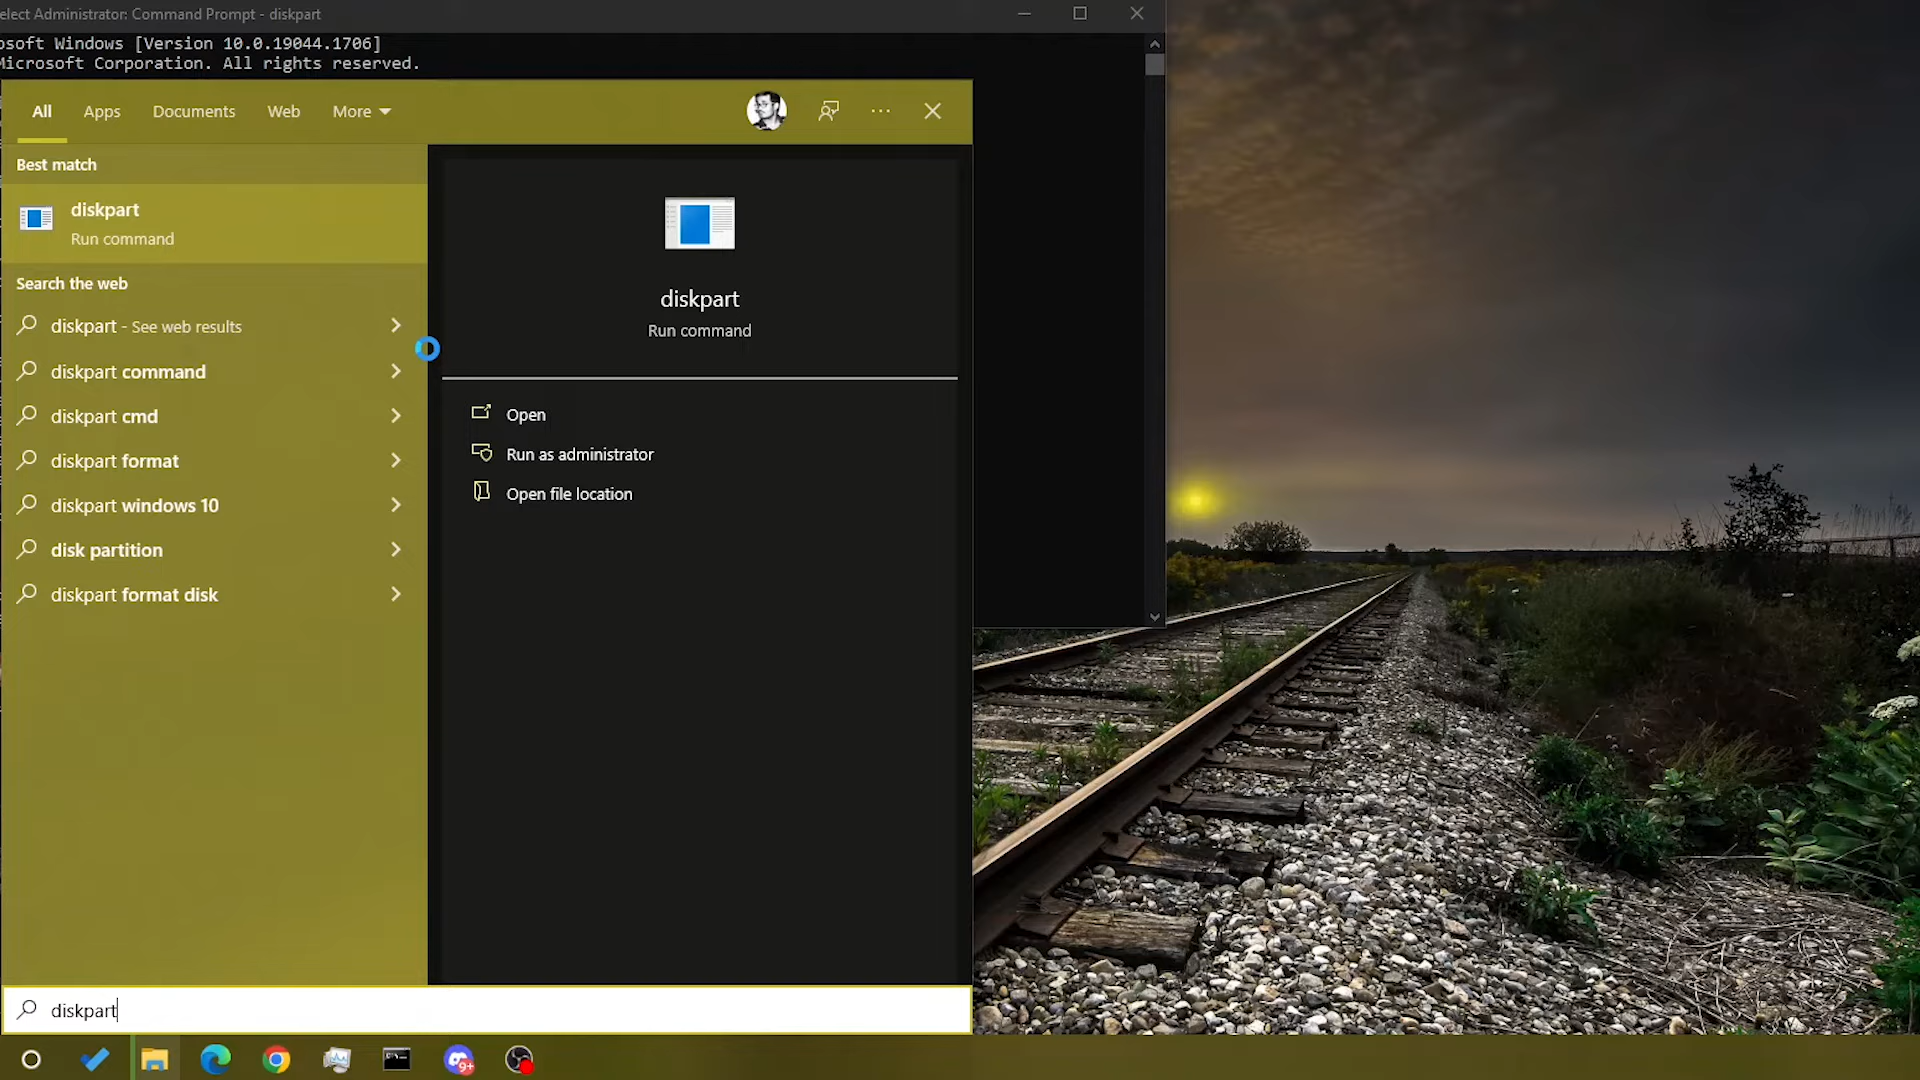 elect Administrator: Command Prompt - diskpart
osoft Windows [Version 10.0.19044.1706]
Microsoft Corporation. All rights reserved.
All Apps Documents Web More
Best match
diskpart
Run command
Search the web
diskpart - See web results
diskpart command
diskpart cmd
diskpart format
diskpart windows 10
disk partition
diskpart format disk
diskpart
Run command
Open
Run as administrator
Open file location
diskpart
9+